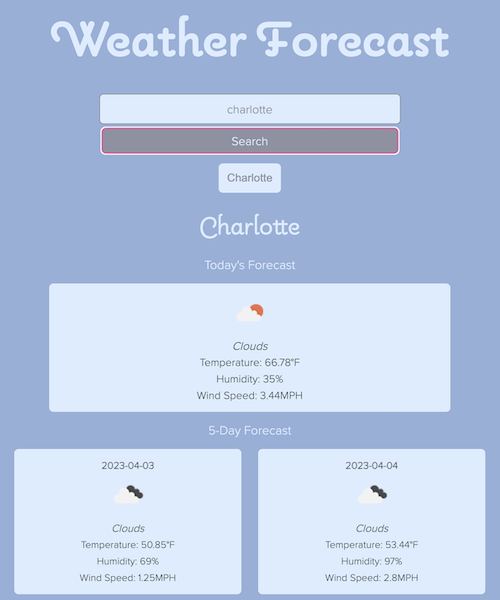 Weather Forecast
charlotte
Search
Charlotte
Charlotte
Today's Forecast
Clouds
Temperature: 66.78°F
Humidity: 35%
Wind Speed: 3.44MPH
5-Day Forecast
2023-04-03
Clouds
Temperature: 50.85°F
Humidity: 69%
Wind Speed: 1.25MPH
2023-04-04
Clouds
Temperature: 53.44°F
Humidity: 97%
Wind Speed: 2.8MPH